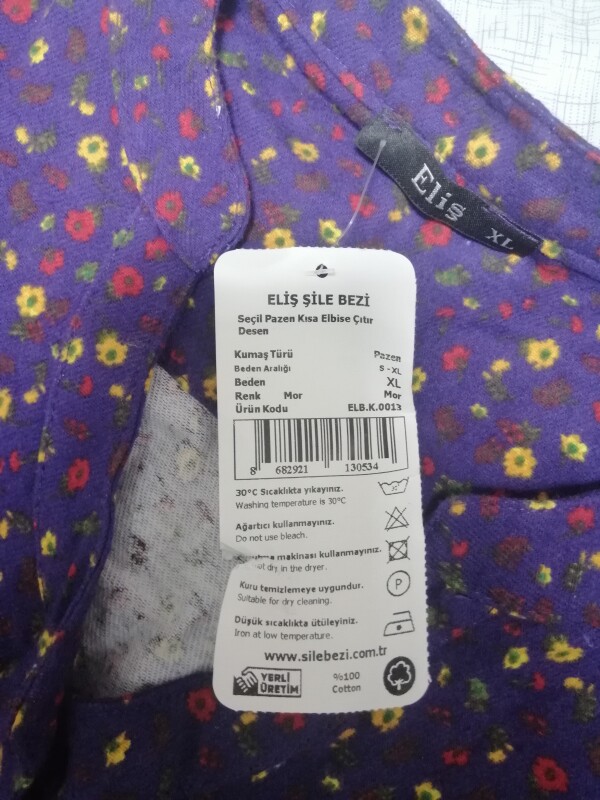 Eliş
XL
ELİŞ ŞİLE BEZİ
Seçil Pazen Kısa Elbise Çıtır
Desen
Kumaş Türü Pazen
Beden Aralığı S - XL
Beden XL
Renk Mor Mor
Ürün Kodu ELB.K.0013
8 682921 130534
30°C Sıcaklıkta yıkayınız.
Washing temperature is 30°C
Ağartıcı kullanmayınız.
Do not use bleach.
makinası kullanmayınız.
dry in the dryer.
Kuru temizlemeye uygundur.
Suitable for dry cleaning.
P
Düşük sıcaklıkta ütüleyiniz.
Iron at low temperature.
www.silebezi.com.tr
YERLİ
ÜRETİM
%100
Cotton